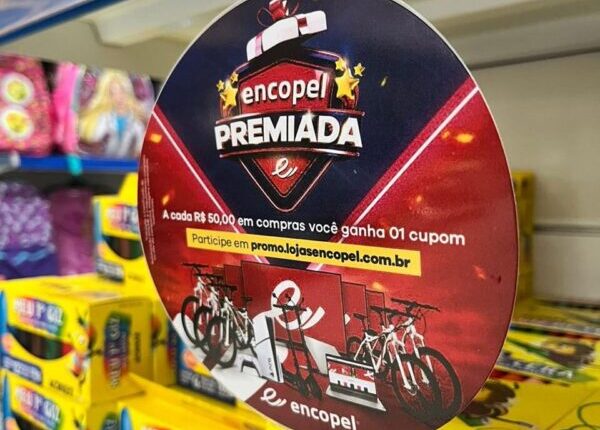 encopel
PREMIADA
A cada R$ 50,00 em compras você ganha 01 cupom
Participe em promo.lojasencopel.com.br
encopel